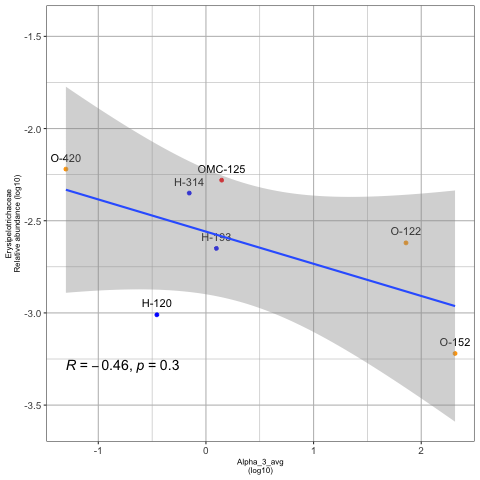 -1.5
-2.0
-2.5
-3.0
-3.5
Erysipelotrichaceae
Relative abundance (log10)
O-420
OMC-125
H-314
H-193
O-122
H-120
O-152
R = −0.46, p = 0.3
-1 0 1 2
Alpha_3_avg
(log10)